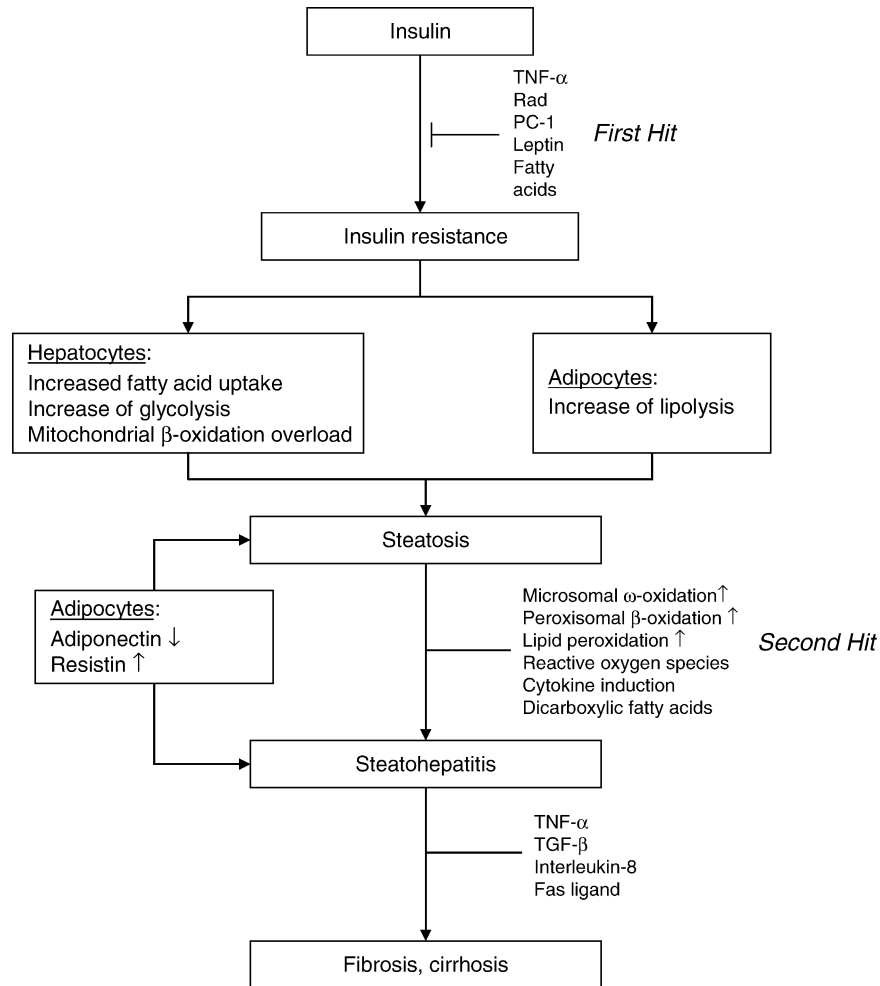 Insulin
TNF-α
Rad
PC-1
Leptin
Fatty
acids
First Hit
Insulin resistance
Hepatocytes:
Increased fatty acid uptake
Increase of glycolysis
Mitochondrial β-oxidation overload
Adipocytes:
Increase of lipolysis
Steatosis
Adipocytes:
Adiponectin ↓
Resistin ↑
Microsomal ω-oxidation↑
Peroxisomal β-oxidation ↑
Lipid peroxidation ↑
Reactive oxygen species
Cytokine induction
Dicarboxylic fatty acids
Second Hit
Steatohepatitis
TNF-α
TGF-β
Interleukin-8
Fas ligand
Fibrosis, cirrhosis